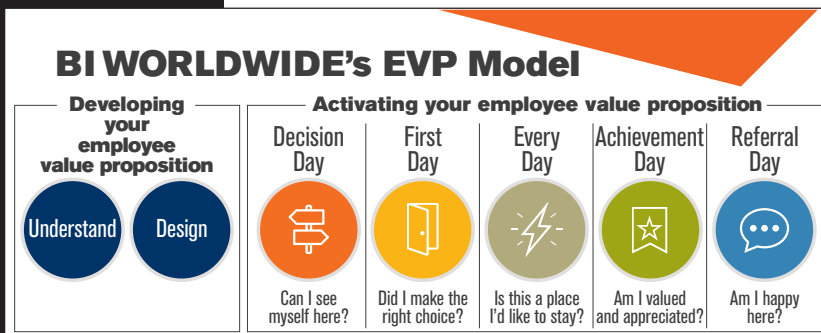 BI WORLDWIDE's EVP Model
Developing
your
employee
value proposition
Understand
Design
Activating your employee value proposition
Decision
Day
Can I see
myself here?
First
Day
Did I make the
right choice?
Every
Day
Is this a place
I'd like to stay?
Achievement
Day
Am I valued
and appreciated?
Referral
Day
Am I happy
here?